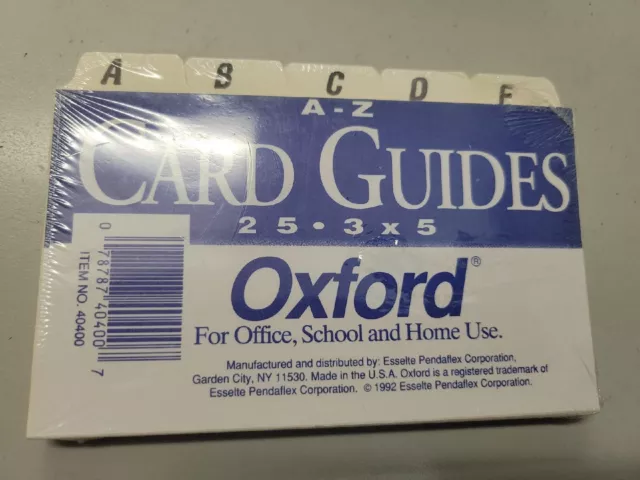 A B C D E
A-Z
CARD GUIDES
25 • 3 x 5
Oxford®
For Office, School and Home Use.
Manufactured and distributed by: Esselte Pendaflex Corporation,
Garden City, NY 11530. Made in the U.S.A. Oxford is a registered trademark of
Esselte Pendaflex Corporation. © 1992 Esselte Pendaflex Corporation.
ITEM NO. 40400
0 78787 40400 7